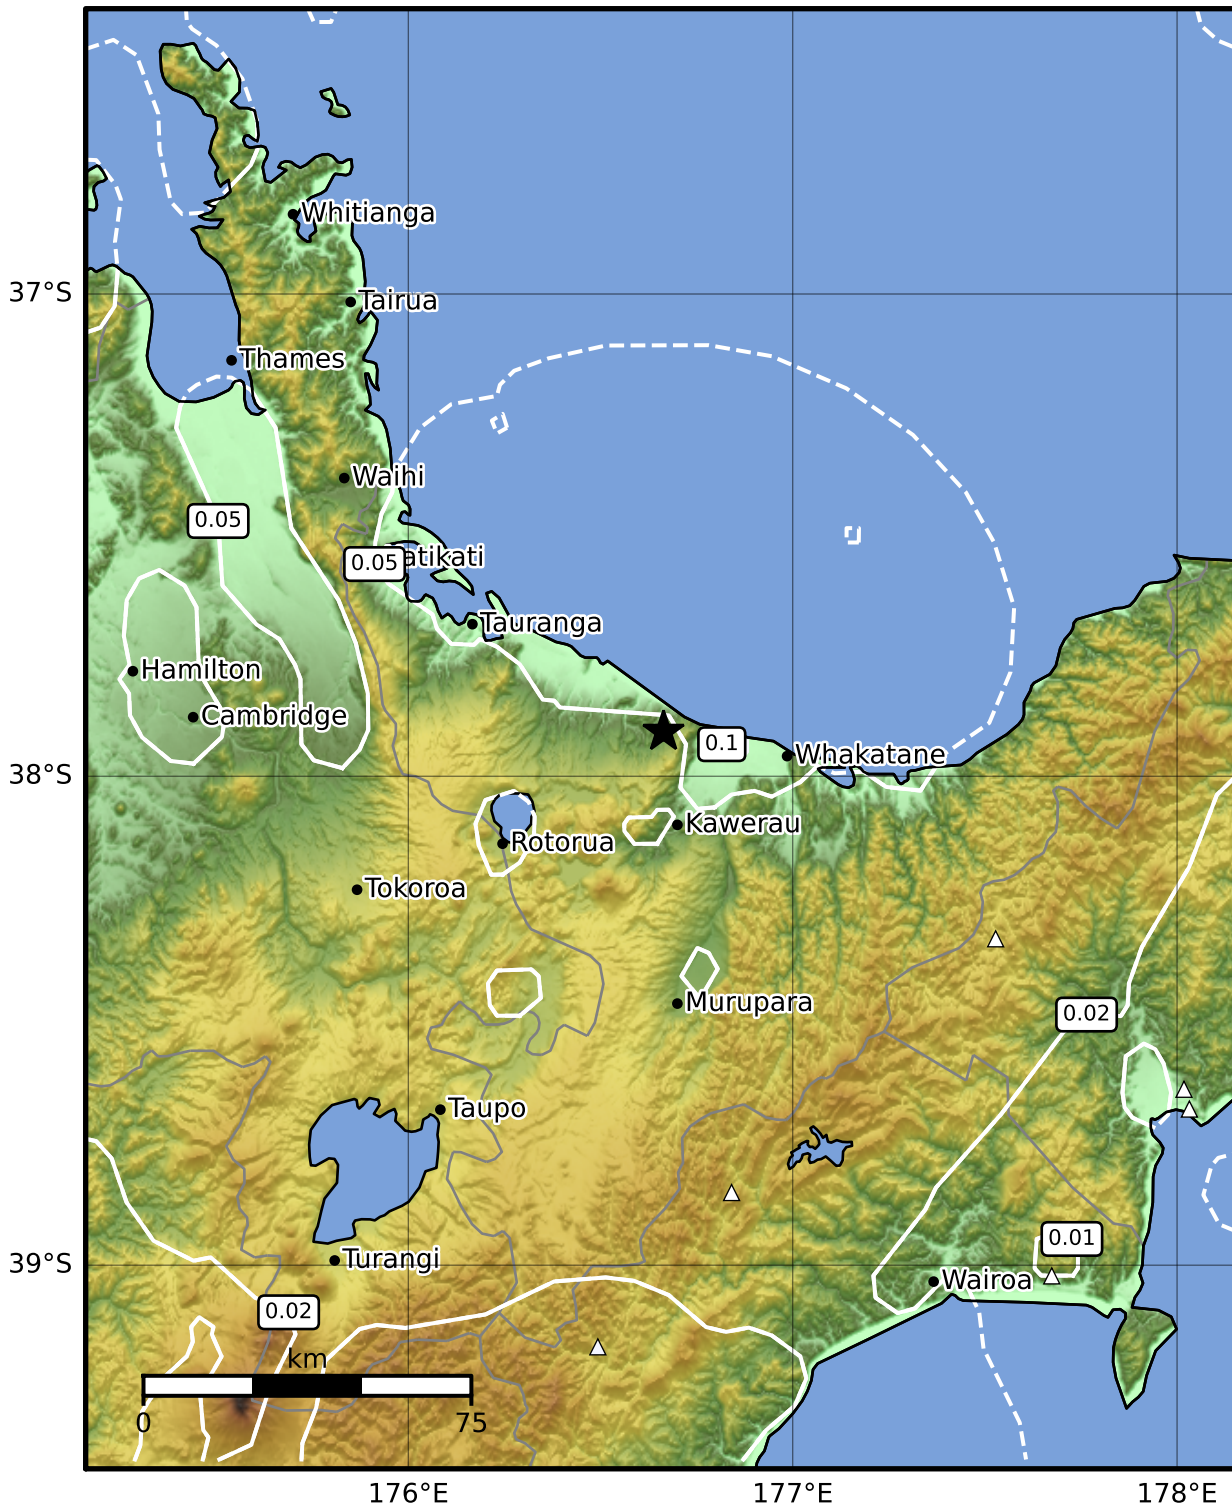 Whitianga
37°S
Tairua
Thames
Waihi
0.05
0.05
atikati
Tauranga
Hamilton
Cambridge
0.1
Whakatane
38°S
Kawerau
Rotorua
Tokoroa
Murupara
0.02
Taupo
0.01
39°S
Turangi
Wairoa
0.02
km
0
75
176°E
177°E
178°E